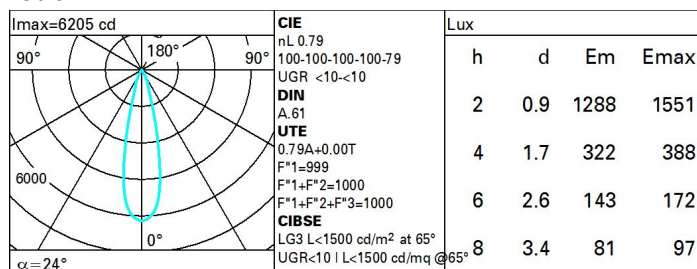 Imax=6205 cd
90° 180° 90°
6000
0°
α=24°
CIE
nL 0.79
100-100-100-100-79
UGR <10-<10
DIN
A.61
UTE
0.79A+0.00T
F"1=999
F"1+F"2=1000
F"1+F"2+F"3=1000
CIBSE
LG3 L<1500 cd/m² at 65°
UGR<10 | L<1500 cd/mq @65°
Lux
h d Em Emax
2 0.9 1288 1551
4 1.7 322 388
6 2.6 143 172
8 3.4 81 97